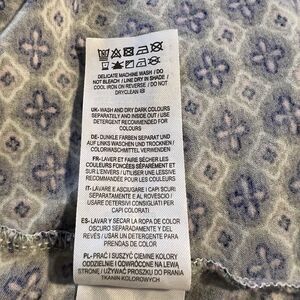 DELICATE MACHINE WASH / DO
NOT BLEACH / LINE DRY IN SHADE /
COOL IRON ON REVERSE / DO NOT
DRYCLEAN
UK- WASH AND DRY DARK COLOURS
SEPARATELY AND INSIDE OUT / USE
DETERGENT RECOMMENDED FOR
COLOURS
DE- DUNKLE FARBEN SEPARAT UND
AUF LINKS WASCHEN UND TROCKNEN /
COLORWASCHMITTEL VERWENDEN
FR- LAVER ET FAIRE SÉCHER LES
COULEURS FONCÉES SÉPARÉMENT ET
SUR L'ENVERS / UTILISER UNE LESSIVE
RECOMMANDÉE POUR LES COULEURS
IT- LAVARE E ASCIUGARE I CAPI SCURI
SEPARATAMENTE E AL ROVESCIO /
USARE DETERSIVI CONSIGLIATI PER
CAPI COLORATI
ES- LAVAR Y SECAR LA ROPA DE COLOR
OSCURO SEPARADAMENTE Y DEL
REVÉS / USAR UN DETERGENTE PARA
PRENDAS DE COLOR
PL- PRAĆ I SUSZYĆ CIEMNE KOLORY
ODDZIELNIE I ODWRÓCONE NA LEWĄ
STRONĘ / UŻYWAĆ PROSZKU DO PRANIA
TKANIN KOLOROWYCH